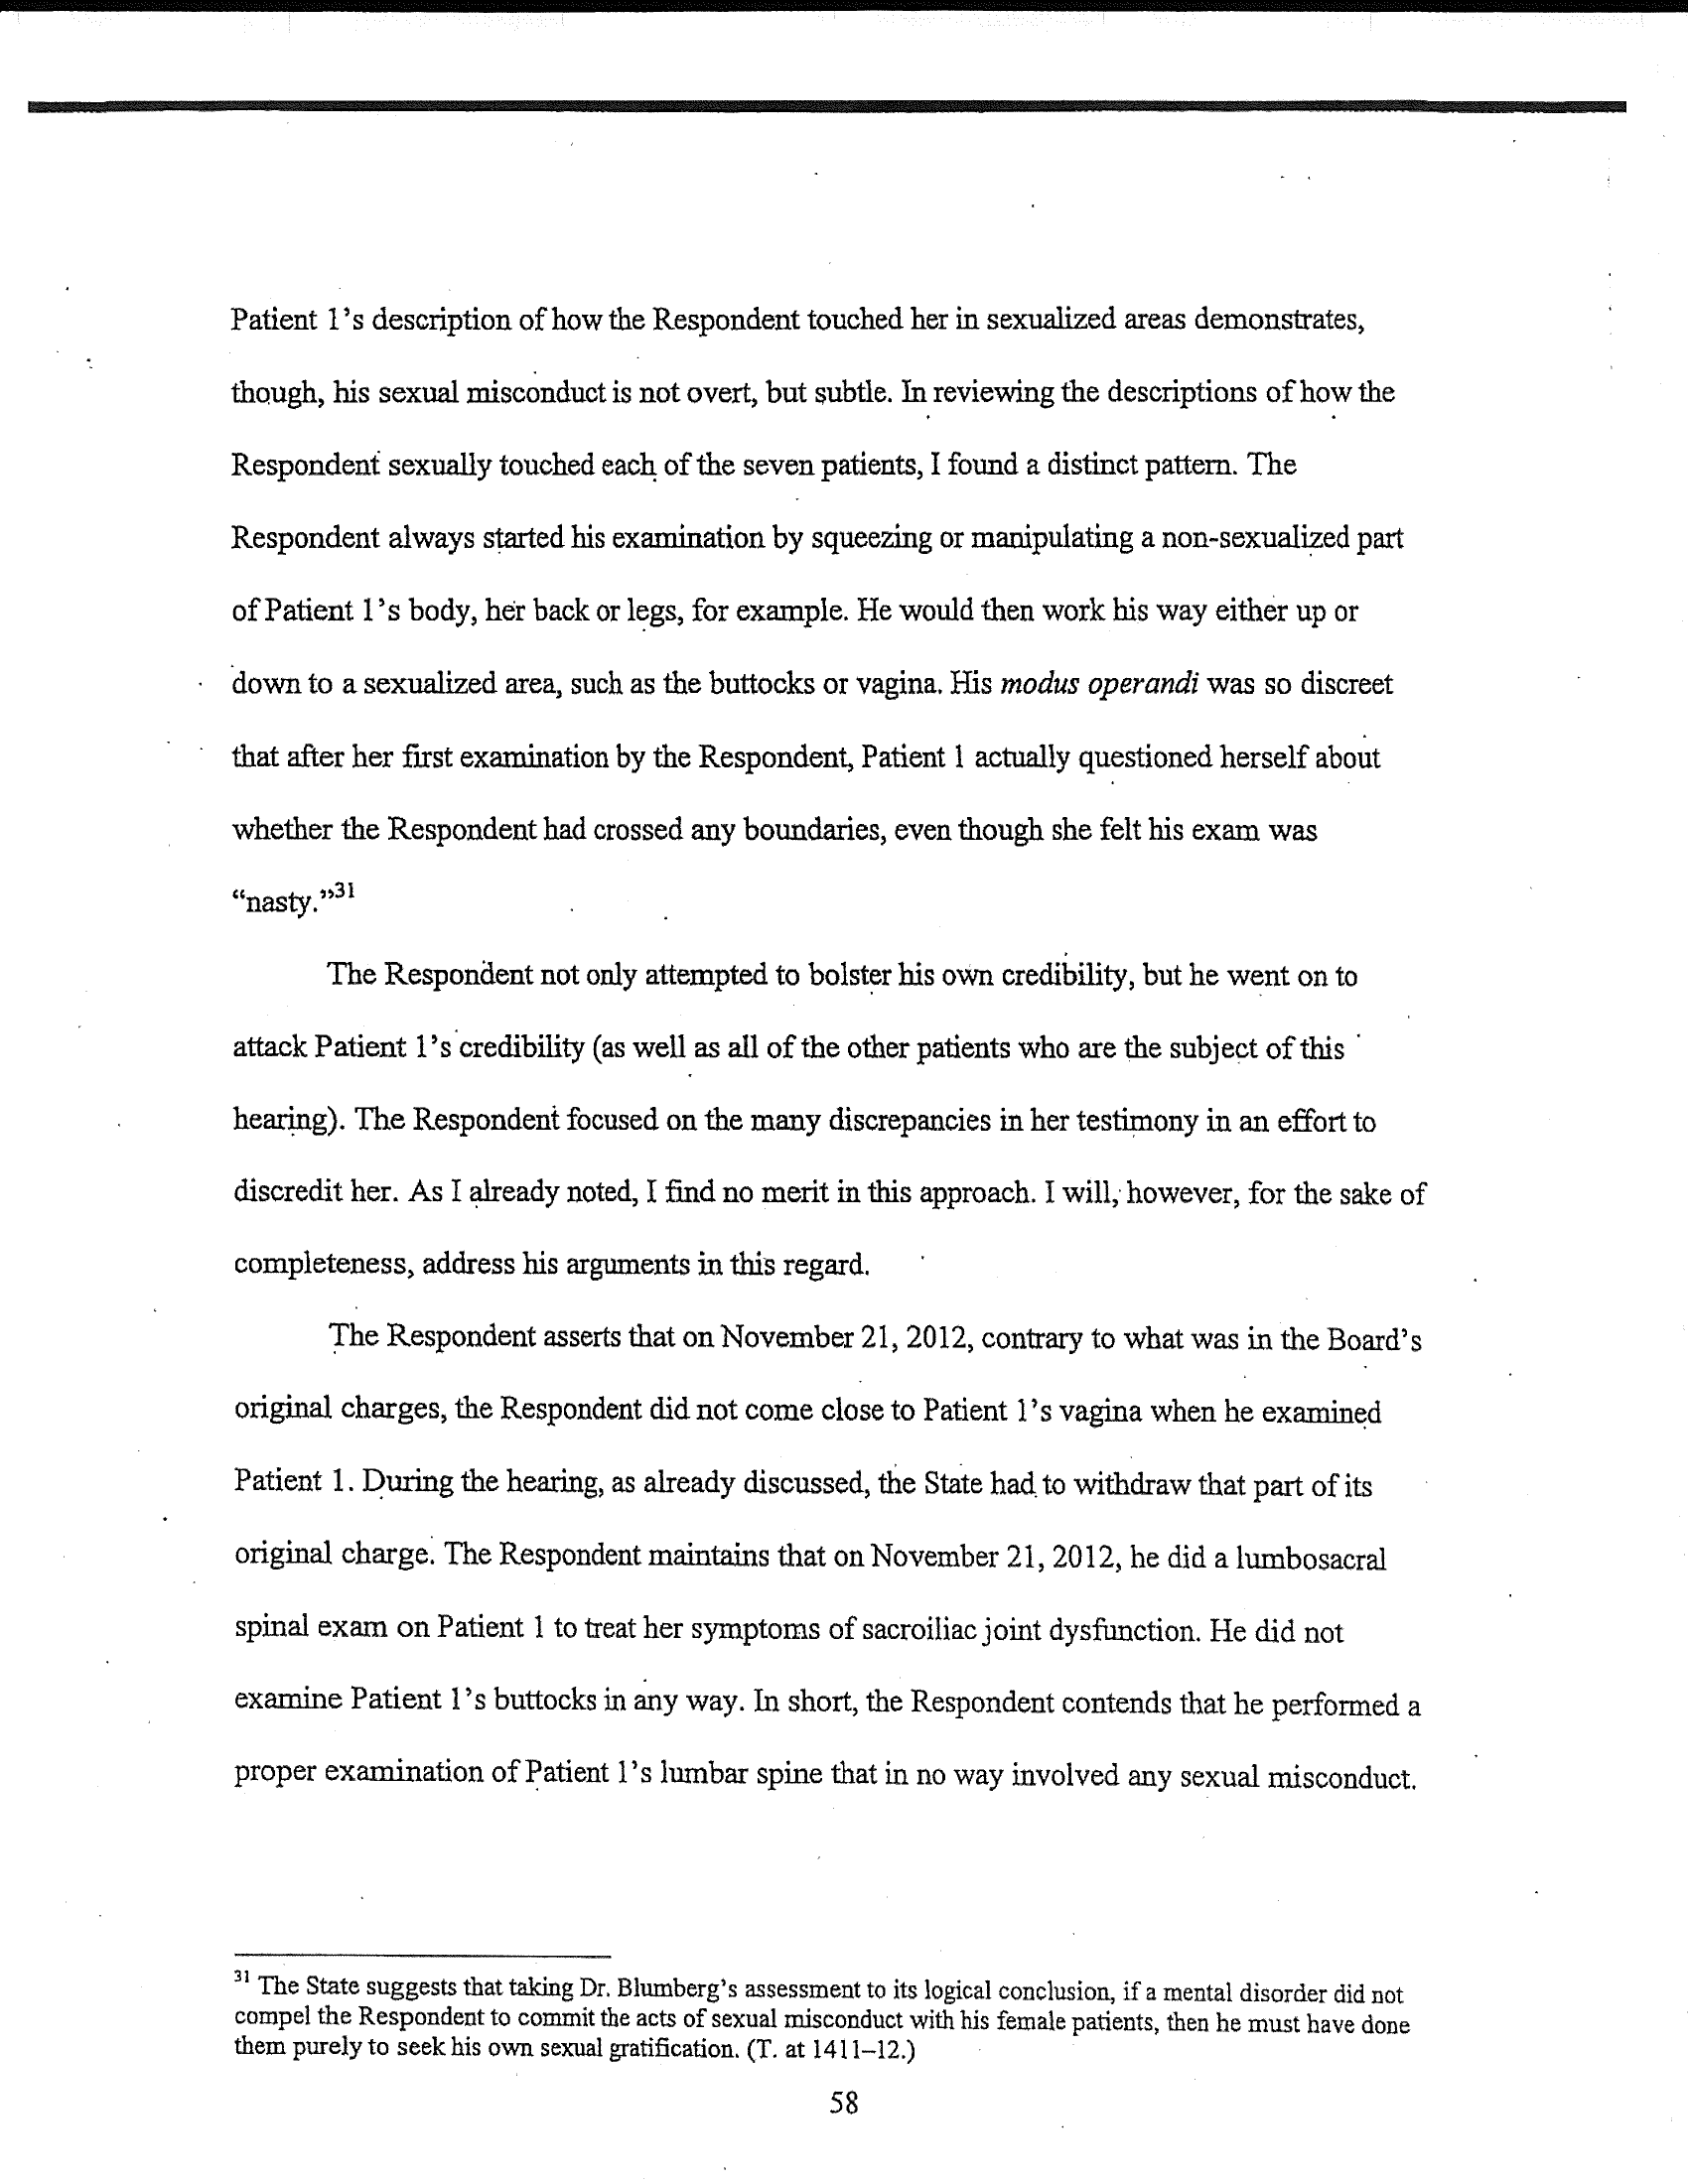 Patient 1's description of how the Respondent touched her in sexualized areas demonstrates,
though, his sexual misconduct is not overt, but subtle. In reviewing the descriptions of how the
Respondent sexually touched each of the seven patients, I found a distinct pattern. The
Respondent always started his examination by squeezing or manipulating a non-sexualized part
of Patient 1's body, her back or legs, for example. He would then work his way either up or
down to a sexualized area, such as the buttocks or vagina. His modus operandi was so discreet
that after her first examination by the Respondent, Patient 1 actually questioned herself about
whether the Respondent had crossed any boundaries, even though she felt his exam was
“nasty.”31
The Respondent not only attempted to bolster his own credibility, but he went on to
attack Patient 1's credibility (as well as all of the other patients who are the subject of this
hearing). The Respondent focused on the many discrepancies in her testimony in an effort to
discredit her. As I already noted, I find no merit in this approach. I will, however, for the sake of
completeness, address his arguments in this regard.
The Respondent asserts that on November 21, 2012, contrary to what was in the Board's
original charges, the Respondent did not come close to Patient 1's vagina when he examined
Patient 1. During the hearing, as already discussed, the State had to withdraw that part of its
original charge. The Respondent maintains that on November 21, 2012, he did a lumbosacral
spinal exam on Patient 1 to treat her symptoms of sacroiliac joint dysfunction. He did not
examine Patient 1's buttocks in any way. In short, the Respondent contends that he performed a
proper examination of Patient 1's lumbar spine that in no way involved any sexual misconduct.
31 The State suggests that taking Dr. Blumberg's assessment to its logical conclusion, if a mental disorder did not
compel the Respondent to commit the acts of sexual misconduct with his female patients, then he must have done
them purely to seek his own sexual gratification. (T. at 1411–12.)
58